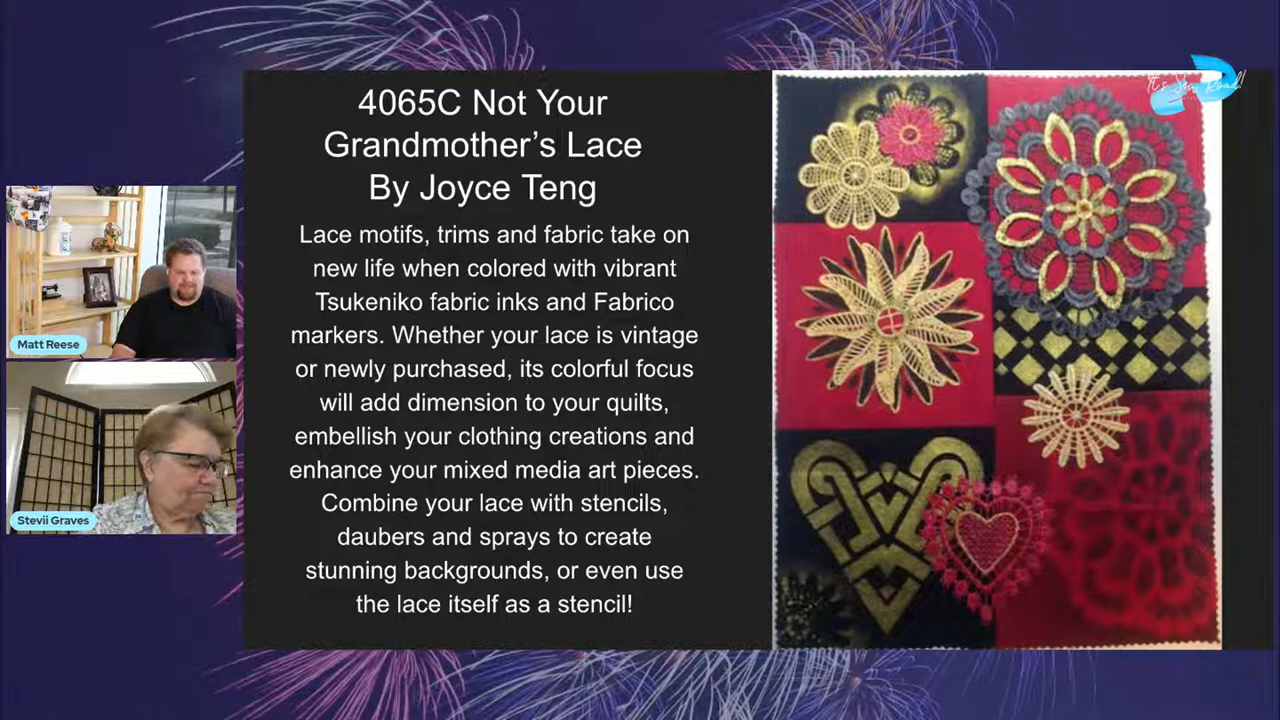 4065C Not Your
Grandmother's Lace
By Joyce Teng
Lace motifs, trims and fabric take on
new life when colored with vibrant
Tsukeniko fabric inks and Fabrico
markers. Whether your lace is vintage
or newly purchased, its colorful focus
will add dimension to your quilts,
embellish your clothing creations and
enhance your mixed media art pieces.
Combine your lace with stencils,
daubers and sprays to create
stunning backgrounds, or even use
the lace itself as a stencil!
It's Sew Road!
Matt Reese
Stevii Graves